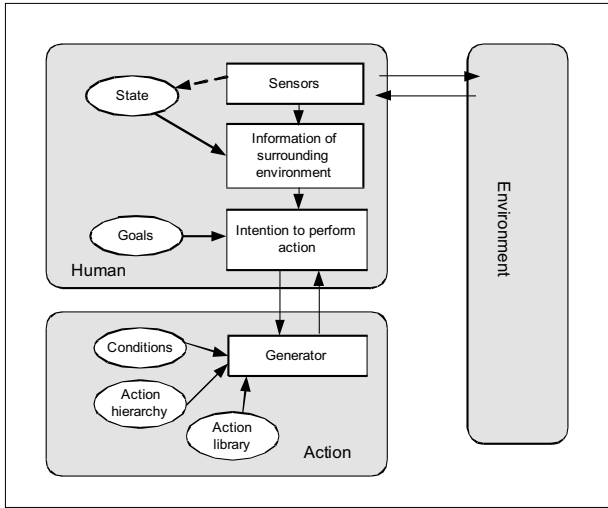 Sensors
State
Information of
surrounding
environment
Goals
Intention to perform
action
Human
Environment
Conditions
Generator
Action
hierarchy
Action
library
Action